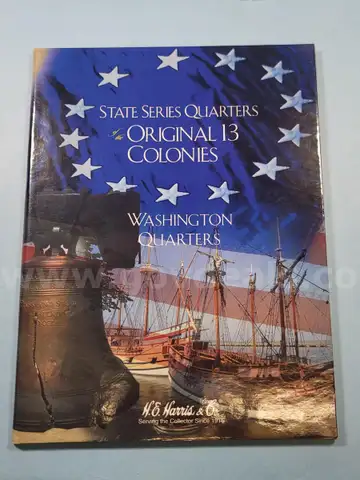 STATE SERIES QUARTERS
of the ORIGINAL 13
COLONIES
WASHINGTON
QUARTERS
H.E. Harris & Co.
Serving the Collector Since 1916